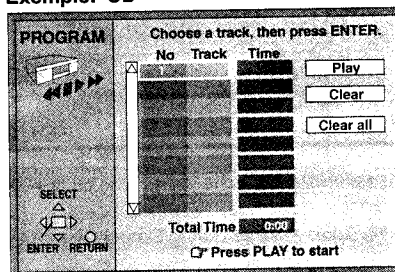 Example: CD
PROGRAM
Choose a track, then press ENTER.
No Track Time
1
Play
Clear
Clear all
SELECT
ENTER RETURN
Total Time 0:00
☞ Press PLAY to start